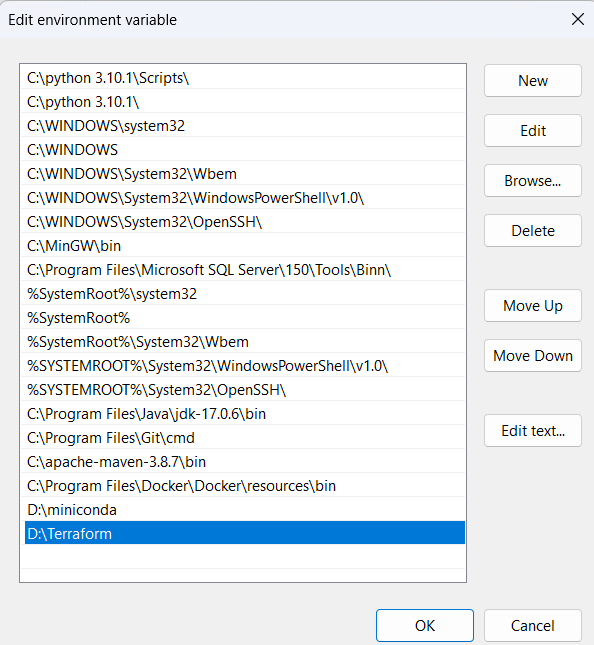 Edit environment variable
C:\python 3.10.1\Scripts\
C:\python 3.10.1\
C:\WINDOWS\system32
C:\WINDOWS
C:\WINDOWS\System32\Wbem
C:\WINDOWS\System32\WindowsPowerShell\v1.0\
C:\WINDOWS\System32\OpenSSH\
C:\MinGW\bin
C:\Program Files\Microsoft SQL Server\150\Tools\Binn\
%SystemRoot%\system32
%SystemRoot%
%SystemRoot%\System32\Wbem
%SYSTEMROOT%\System32\WindowsPowerShell\v1.0\
%SYSTEMROOT%\System32\OpenSSH\
C:\Program Files\Java\jdk-17.0.6\bin
C:\Program Files\Git\cmd
C:\apache-maven-3.8.7\bin
C:\Program Files\Docker\Docker\resources\bin
D:\miniconda
D:\Terraform
New
Edit
Browse...
Delete
Move Up
Move Down
Edit text...
OK
Cancel